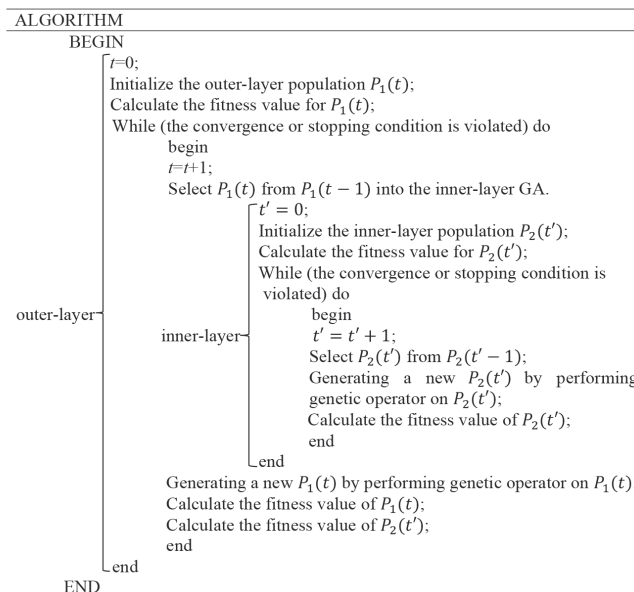 ALGORITHM
BEGIN
t=0;
Initialize the outer-layer population P₁(t);
Calculate the fitness value for P₁(t);
While (the convergence or stopping condition is violated) do
begin
t=t+1;
Select P₁(t) from P₁(t − 1) into the inner-layer GA.
t′ = 0;
Initialize the inner-layer population P₂(t′);
Calculate the fitness value for P₂(t′);
While (the convergence or stopping condition is
violated) do
outer-layer
begin
inner-layer
t′ = t′ + 1;
Select P₂(t′) from P₂(t′ − 1);
Generating a new P₂(t′) by performing
genetic operator on P₂(t′);
Calculate the fitness value of P₂(t′);
end
end
Generating a new P₁(t) by performing genetic operator on P₁(t)
Calculate the fitness value of P₁(t);
Calculate the fitness value of P₂(t′);
end
end
END